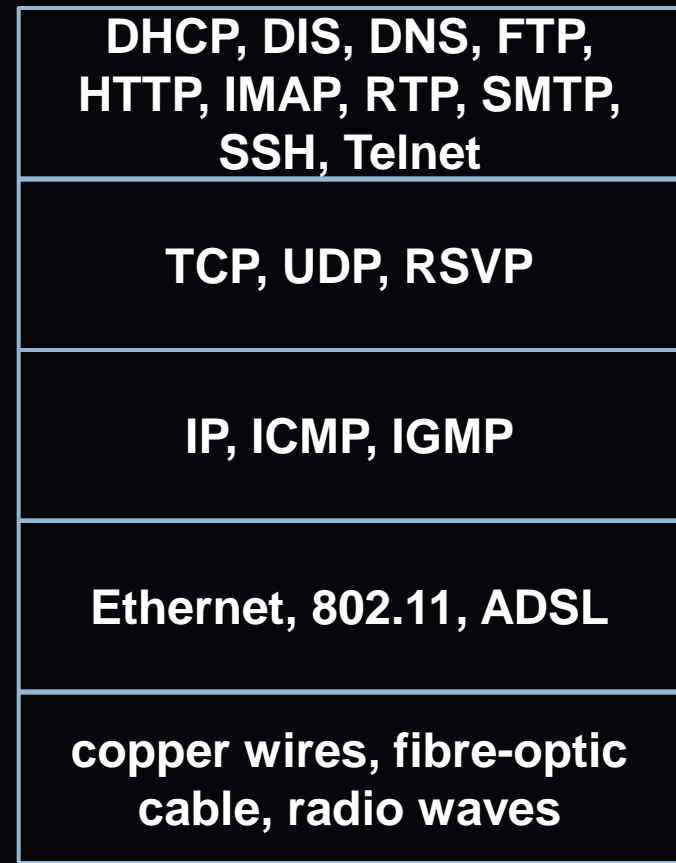 DHCP, DIS, DNS, FTP,
HTTP, IMAP, RTP, SMTP,
SSH, Telnet
TCP, UDP, RSVP
IP, ICMP, IGMP
Ethernet, 802.11, ADSL
copper wires, fibre-optic
cable, radio waves